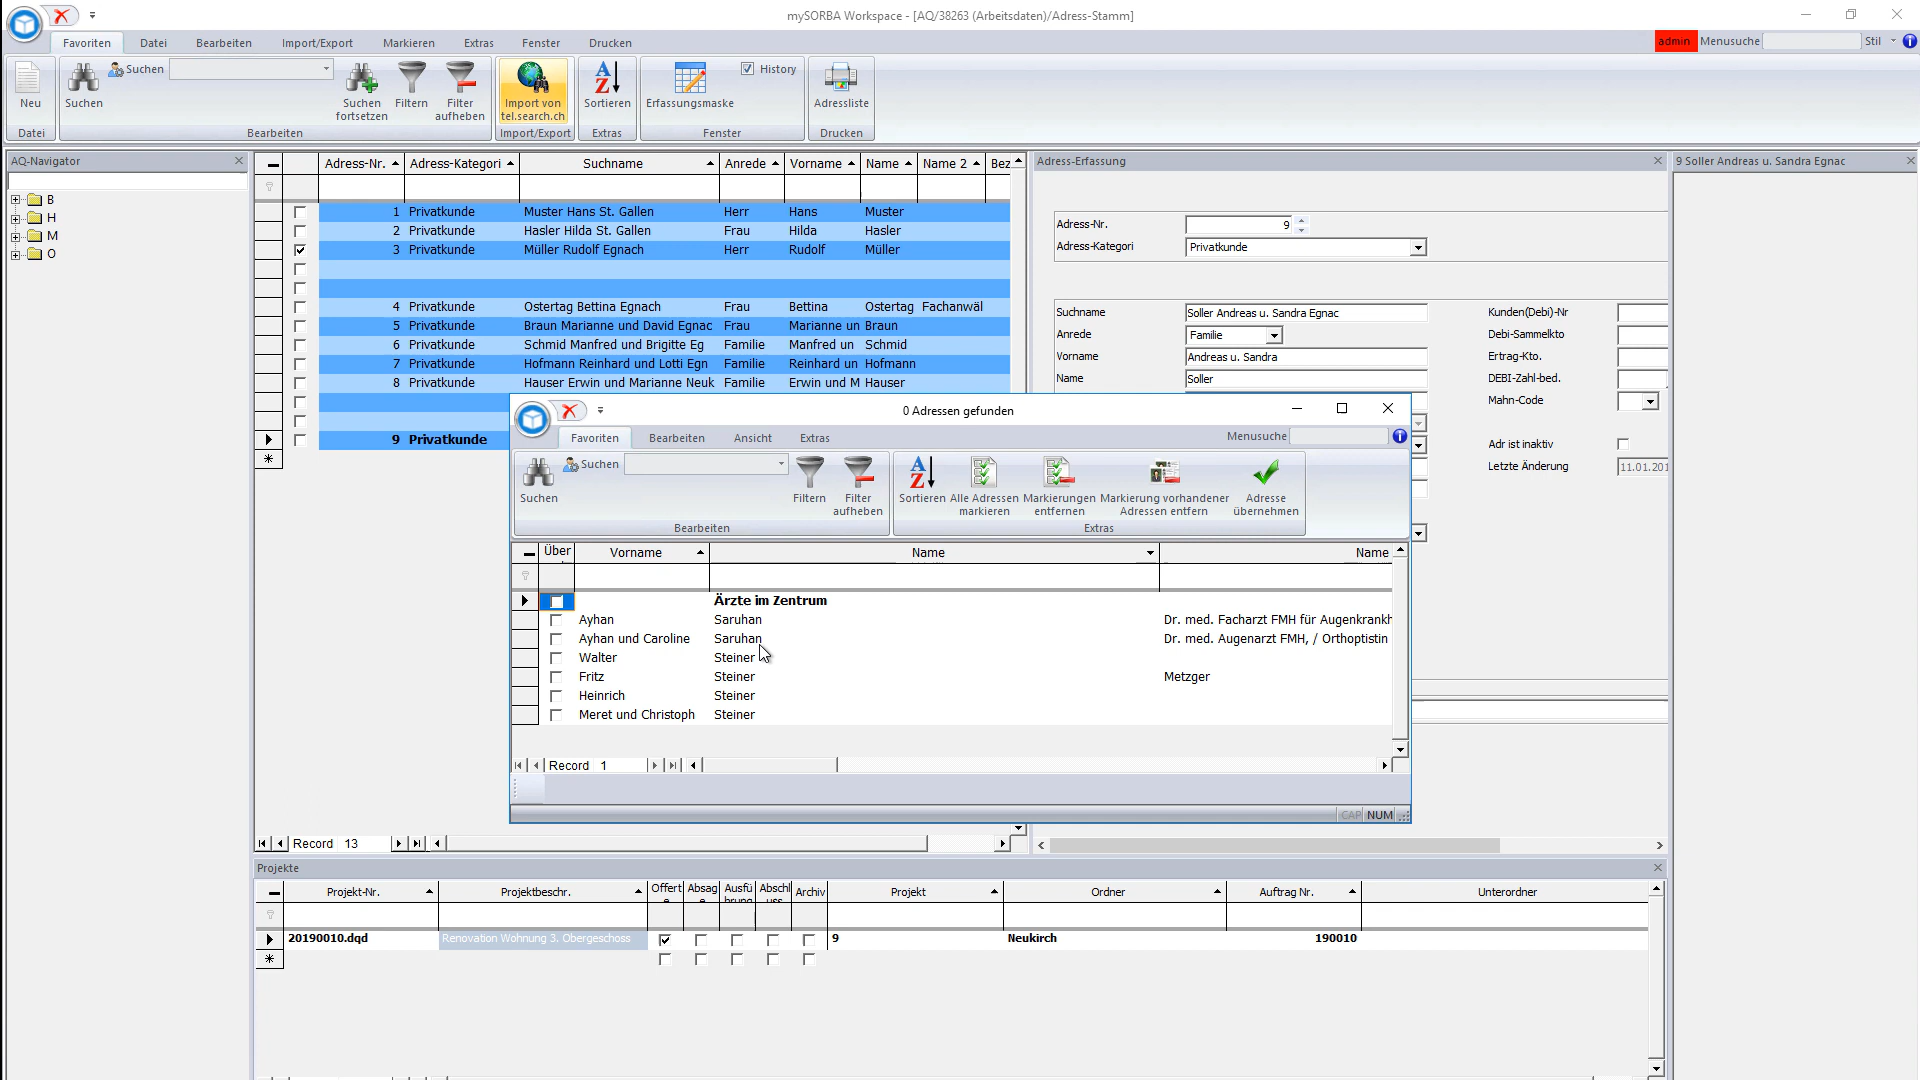 mySORBA Workspace - [AQ/38263 (Arbeitsdaten)/Adress-Stamm]
Favoriten Datei Bearbeiten Import/Export Markieren Extras Fenster Drucken
admin Menusuche Stil
Neu Suchen Suchen Suchen fortsetzen Filtern Filter aufheben Import von tel.search.ch Sortieren Erfassungsmaske History Adressliste
Datei Bearbeiten Import/Export Extras Fenster Drucken
AQ-Navigator
B
H
M
O
Adress-Nr. Adress-Kategori Suchname Anrede Vorname Name Name 2 Bez
1 Privatkunde Muster Hans St. Gallen Herr Hans Muster
2 Privatkunde Hasler Hilda St. Gallen Frau Hilda Hasler
3 Privatkunde Müller Rudolf Egnach Herr Rudolf Müller
4 Privatkunde Ostertag Bettina Egnach Frau Bettina Ostertag Fachanwäl
5 Privatkunde Braun Marianne und David Egnac Frau Marianne un Braun
6 Privatkunde Schmid Manfred und Brigitte Eg Familie Manfred un Schmid
7 Privatkunde Hofmann Reinhard und Lotti Egn Familie Reinhard un Hofmann
8 Privatkunde Hauser Erwin und Marianne Neuk Familie Erwin und M Hauser
9 Privatkunde
Record 13
Adress-Erfassung
Adress-Nr. 9
Adress-Kategori Privatkunde
Suchname Soller Andreas u. Sandra Egnac
Anrede Familie
Vorname Andreas u. Sandra
Name Soller
Kunden(Debi)-Nr
Debi-Sammelkto
Ertrag-Kto.
DEBI-Zahl-bed.
Mahn-Code
Adr ist inaktiv
Letzte Änderung 11.01.201
9 Soller Andreas u. Sandra Egnac
0 Adressen gefunden
Favoriten Bearbeiten Ansicht Extras
Menusuche
Suchen Suchen Filtern Filter aufheben Sortieren Alle Adressen markieren Markierungen entfernen Markierung vorhandener Adressen entfern Adresse übernehmen
Bearbeiten Extras
Über Vorname Name Name
Ärzte im Zentrum
Ayhan Saruhan Dr. med. Facharzt FMH für Augenkrankh
Ayhan und Caroline Saruhan Dr. med. Augenarzt FMH, / Orthoptistin
Walter Steiner
Fritz Steiner Metzger
Heinrich Steiner
Meret und Christoph Steiner
Record 1
CAP NUM
Projekte
Projekt-Nr. Projektbeschr. Offert e Absag e Ausfü hrung Abschl uss Archiv Projekt Ordner Auftrag Nr. Unterordner
20190010.dqd Renovation Wohnung 3. Obergeschoss 9 Neukirch 190010